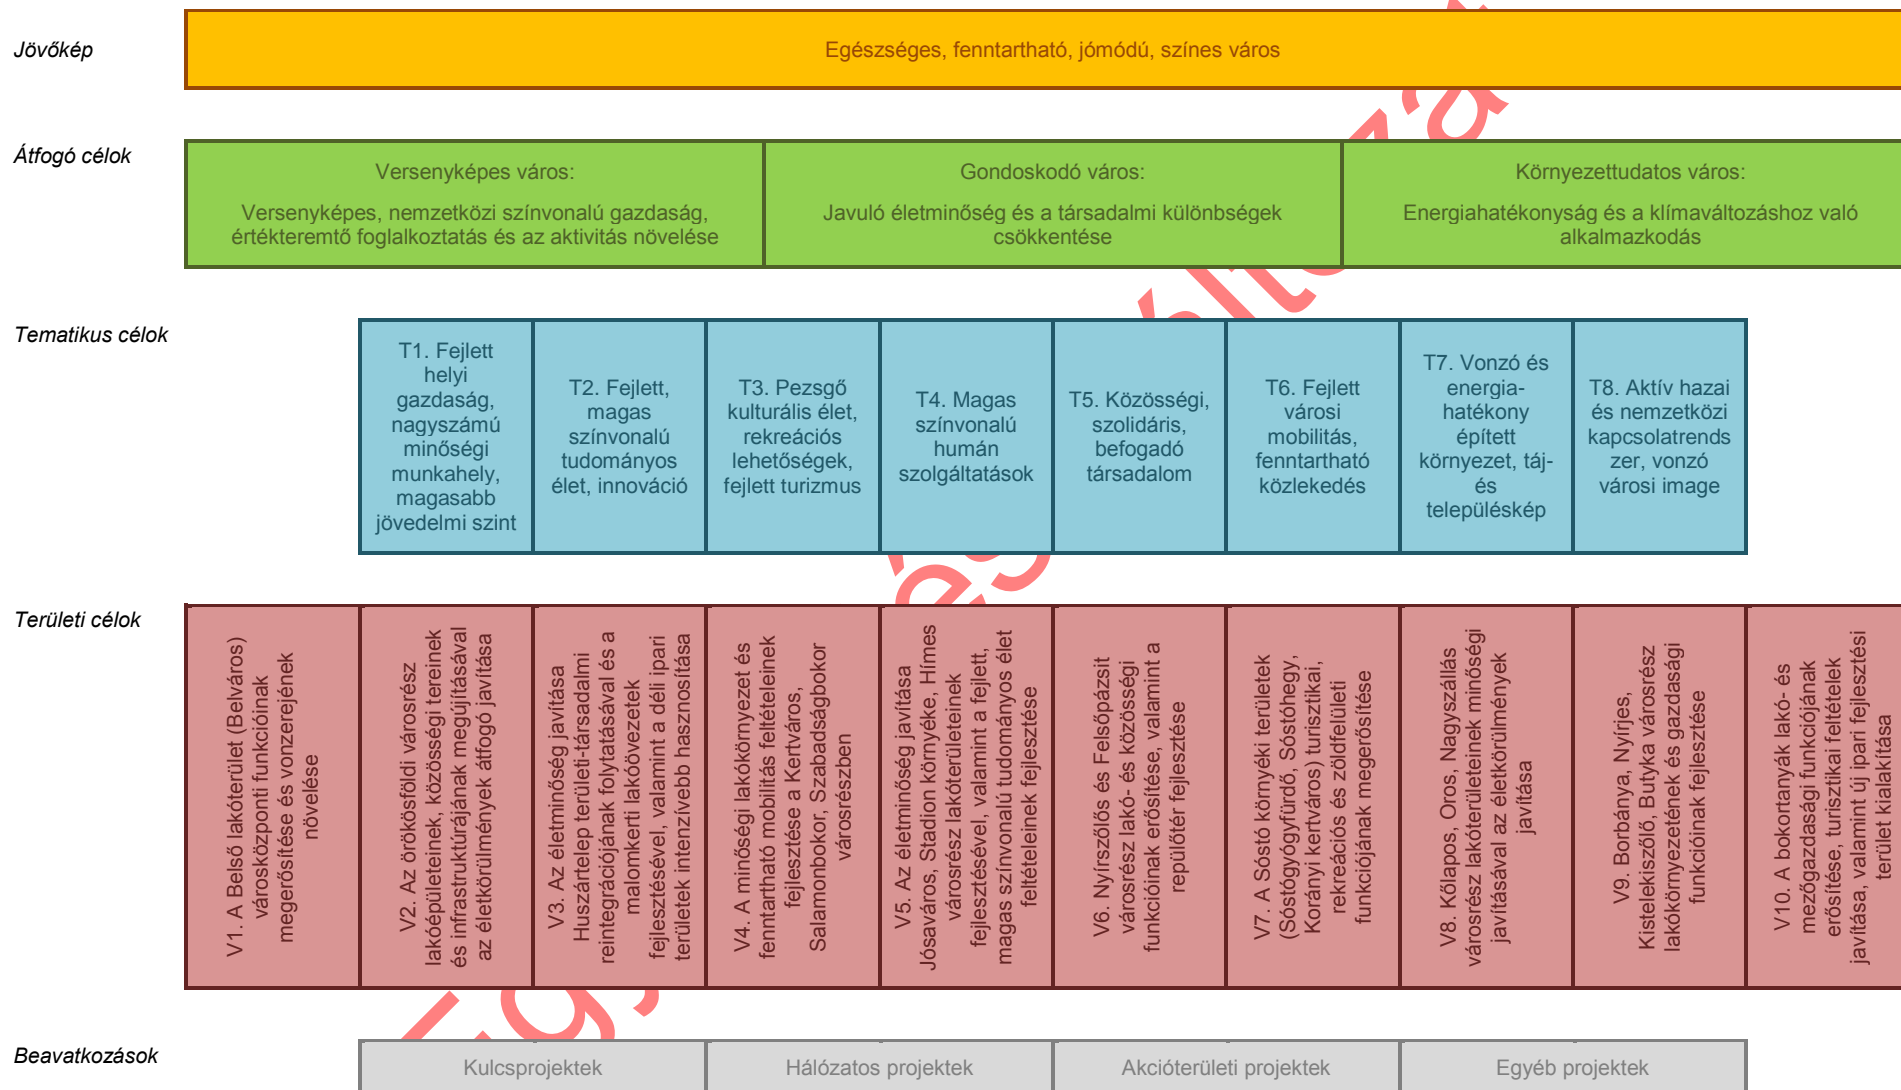 Jövőkép
Egészséges, fenntartható, jómódú, színes város
Átfogó célok
Versenyképes város:
Versenyképes, nemzetközi színvonalú gazdaság,
értékteremtő foglalkoztatás és az aktivitás növelése
Gondoskodó város:
Javuló életminőség és a társadalmi különbségek
csökkentése
Környezettudatos város:
Energiahatékonyság és a klímaváltozáshoz való
alkalmazkodás
Tematikus célok
T1. Fejlett
helyi
gazdaság,
nagyszámú
minőségi
munkahely,
magasabb
jövedelmi szint
T2. Fejlett,
magas
színvonalú
tudományos
élet, innováció
T3. Pezsgő
kulturális élet,
rekreációs
lehetőségek,
fejlett turizmus
T4. Magas
színvonalú
humán
szolgáltatások
T5. Közösségi,
szolidáris,
befogadó
társadalom
T6. Fejlett
városi
mobilitás,
fenntartható
közlekedés
T7. Vonzó és
energia-
hatékony
épített
környezet, táj-
és
településkép
T8. Aktív hazai
és nemzetközi
kapcsolatrends
zer, vonzó
városi image
Területi célok
V1. A Belső lakóterület (Belváros)
városközponti funkcióinak
megerősítése és vonzerejének
növelése
V2. Az örökösföldi városrész
lakóépületeinek, közösségi tereinek
és infrastruktúrájának megújításával
az életkörülmények átfogó javítása
V3. Az életminőség javítása
Huszártelep területi-társadalmi
reintegrációjának folytatásával és a
malomkerti lakóövezetek
fejlesztésével, valamint a déli ipari
területek intenzívebb hasznosítása
V4. A minőségi lakókörnyezet és
fenntartható mobilitás feltételeinek
fejlesztése a Kertváros,
Salamonbokor, Szabadságbokor
városrészben
V5. Az életminőség javítása
Jósaváros, Stadion környéke, Hímes
városrész lakóterületeinek
fejlesztésével, valamint a fejlett,
magas színvonalú tudományos élet
feltételeinek fejlesztése
V6. Nyírszőlős és Felsőpázsit
városrész lakó- és közösségi
funkcióinak erősítése, valamint a
repülőtér fejlesztése
V7. A Sóstó környéki területek
(Sóstógyógyfürdő, Sóstóhegy,
Korányi kertváros) turisztikai,
rekreációs és zöldfelületi
funkciójának megerősítése
V8. Kőlapos, Oros, Nagyszállás
városrész lakóterületeinek minőségi
javításával az életkörülmények
javítása
V9. Borbánya, Nyírjes,
Kistelekiszőlő, Butyka városrész
lakókörnyezetének és gazdasági
funkcióinak fejlesztése
V10. A bokortanyák lakó- és
mezőgazdasági funkciójának
erősítése, turisztikai feltételek
javítása, valamint új ipari fejlesztési
terület kialakítása
Beavatkozások
Kulcsprojektek
Hálózatos projektek
Akcióterületi projektek
Egyéb projektek